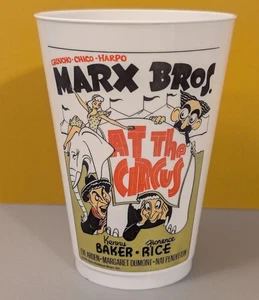 GROUCHO · CHICO · HARPO
MARX BROS.
AT THE
CIRCUS
Kenny Florence
BAKER · RICE
EVE ARDEN · MARGARET DUMONT · NAT PENDLETON